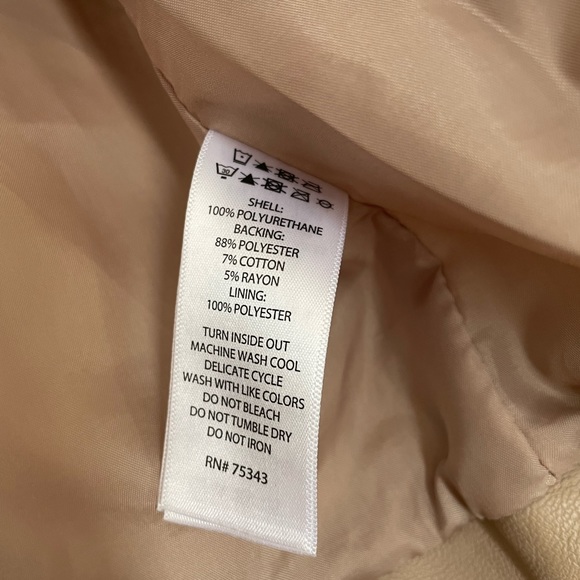 SHELL:
100% POLYURETHANE
BACKING:
88% POLYESTER
7% COTTON
5% RAYON
LINING:
100% POLYESTER
TURN INSIDE OUT
MACHINE WASH COOL
DELICATE CYCLE
WASH WITH LIKE COLORS
DO NOT BLEACH
DO NOT TUMBLE DRY
DO NOT IRON
RN# 75343